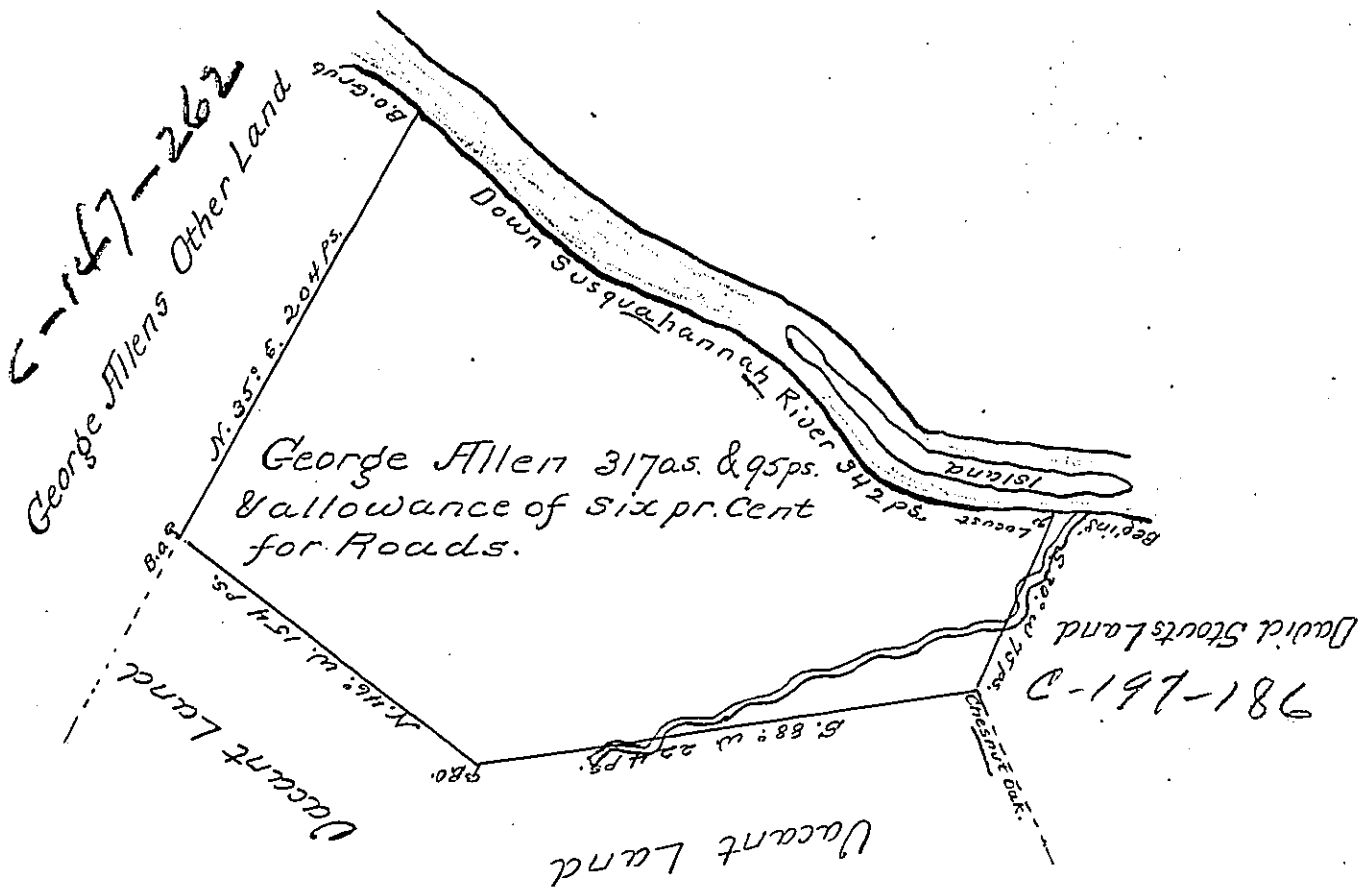 C-147-262
George Allens Other Land
B.O. Grub
N. 35° E. 204 ps.
Down Susquahannah River 342 ps.
Island
Locust
Begins
George Allen 317as. & 95ps.
& allowance of six pr. Cent
for Roads.
S. 20° W 75 ps.
David Stouts Land
C-161-186
Chesnut Oak.
S. 88° W 224 ps.
N. 46° W. 154 ps.
Vacant Land
Vacant Land